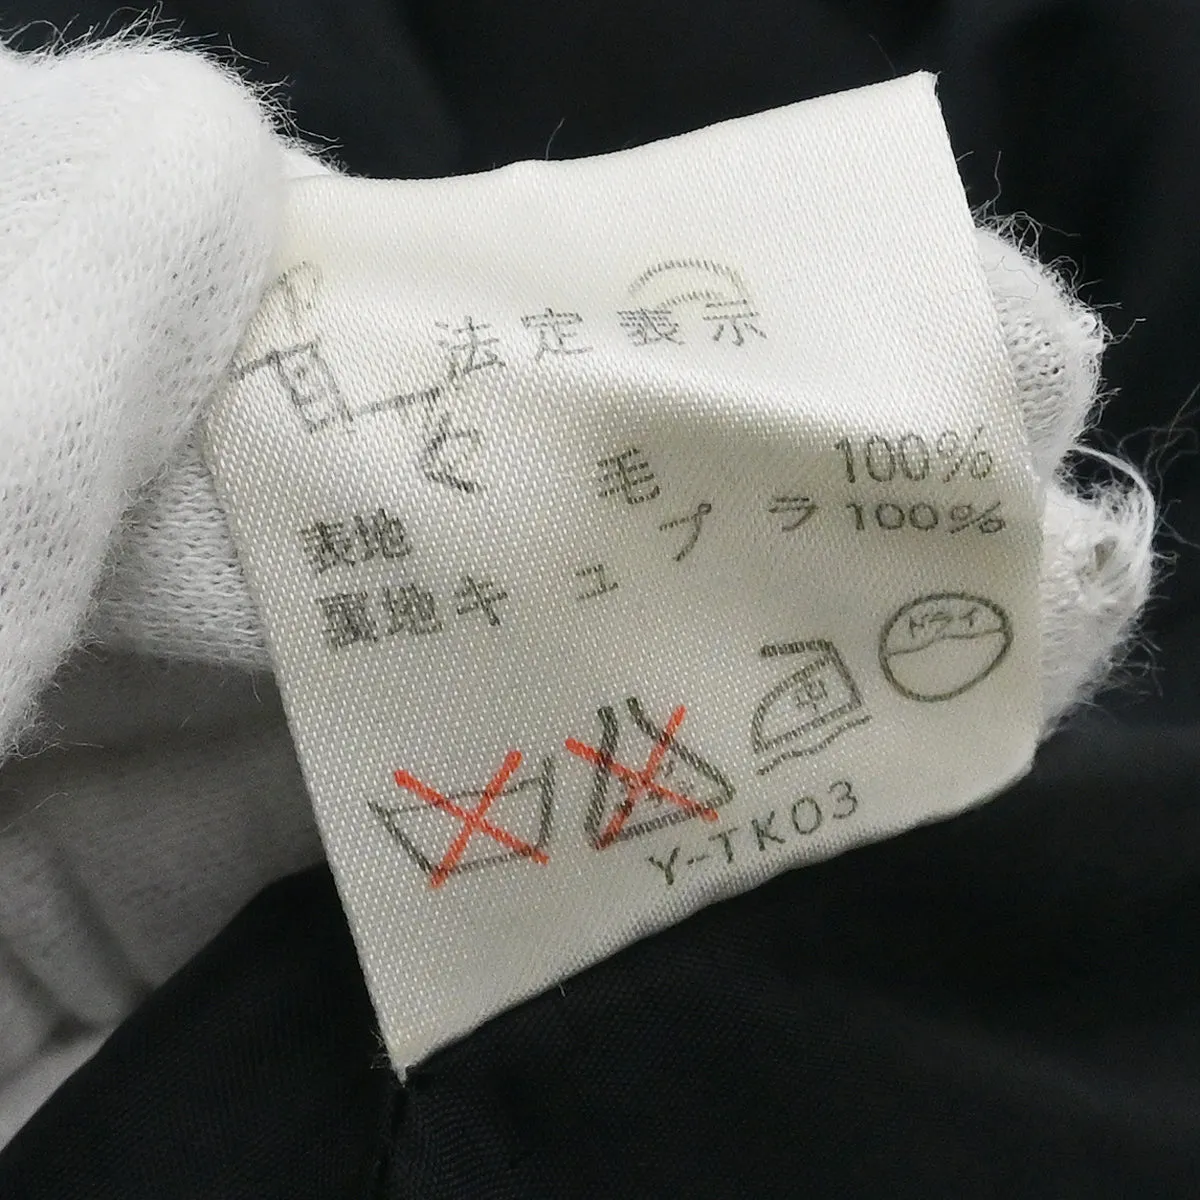 法定表示
表地 毛 100%
裏地 キュプラ 100%
ドライ
中
Y-TK03